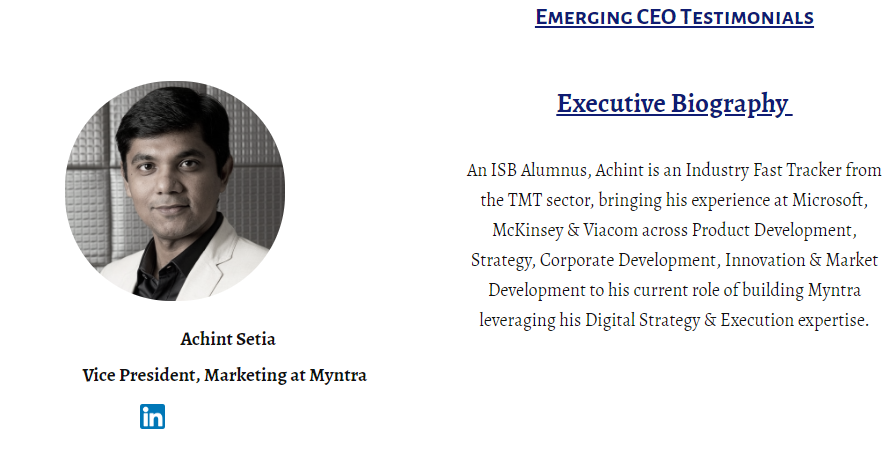 Emerging CEO Testimonials
Executive Biography
An ISB Alumnus, Achint is an Industry Fast Tracker from
the TMT sector, bringing his experience at Microsoft,
McKinsey & Viacom across Product Development,
Strategy, Corporate Development, Innovation & Market
Development to his current role of building Myntra
leveraging his Digital Strategy & Execution expertise.
Achint Setia
Vice President, Marketing at Myntra
in